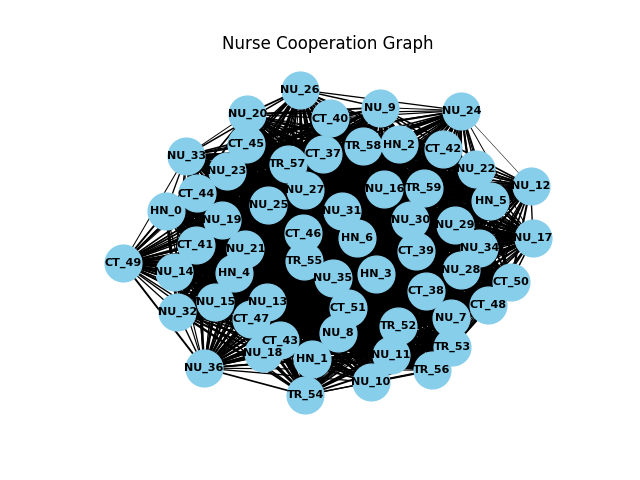 Nurse Cooperation Graph
NU_26
NU_9
NU_24
NU_20
CT_40
CT_45
TR_58
HN_2
CT_42
NU_33
CT_37
TR_57
NU_23
NU_22
NU_12
CT_44
NU_27
NU_16
TR_59
HN_5
HN_0
NU_25
NU_31
NU_19
NU_30
NU_29
CT_46
HN_6
NU_17
CT_41
NU_21
CT_39
NU_34
CT_49
NU_14
HN_4
TR_55
NU_35
HN_3
NU_28
CT_50
CT_38
NU_15
NU_13
CT_51
CT_48
NU_32
CT_47
NU_7
TR_52
NU_8
CT_43
NU_18
HN_1
NU_11
TR_53
NU_36
TR_56
NU_10
TR_54